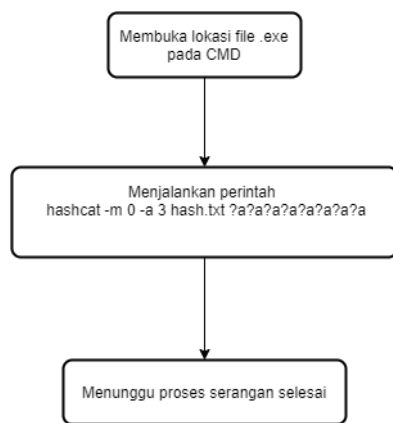 Membuka lokasi file .exe
pada CMD
Menjalankan perintah
hashcat -m 0 -a 3 hash.txt ?a?a?a?a?a?a?a?a
Menunggu proses serangan selesai